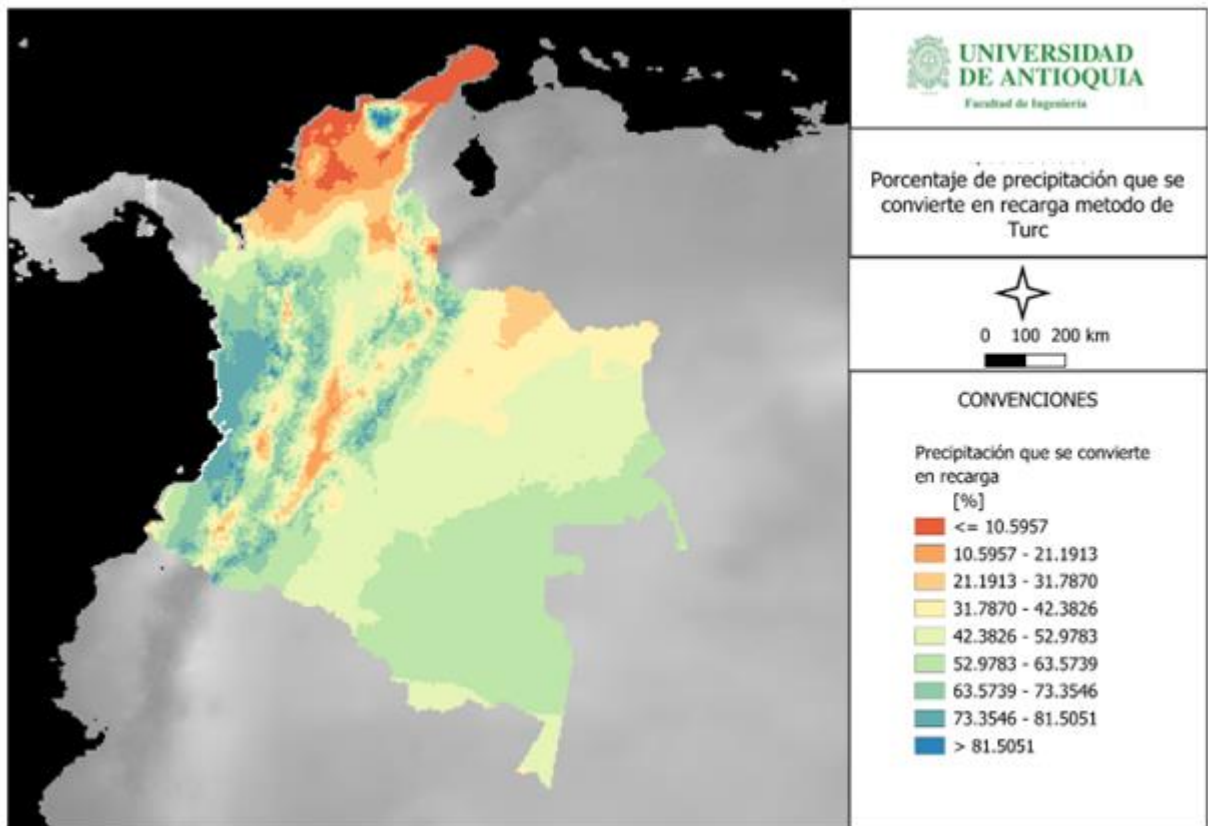 UNIVERSIDAD
DE ANTIOQUIA
Facultad de Ingeniería
Porcentaje de precipitación que se
convierte en recarga metodo de
Turc
0 100 200 km
CONVENCIONES
Precipitación que se convierte
en recarga
[%]
<= 10.5957
10.5957 - 21.1913
21.1913 - 31.7870
31.7870 - 42.3826
42.3826 - 52.9783
52.9783 - 63.5739
63.5739 - 73.3546
73.3546 - 81.5051
> 81.5051